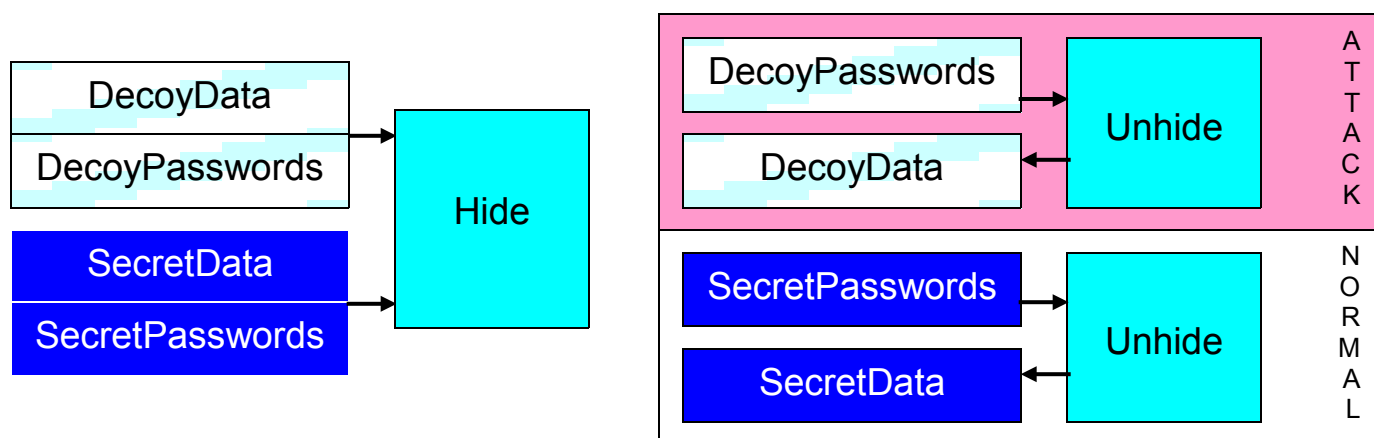 DecoyData
DecoyPasswords
SecretData
SecretPasswords
Hide
DecoyPasswords
DecoyData
Unhide
ATTACK
SecretPasswords
SecretData
Unhide
NORMAL